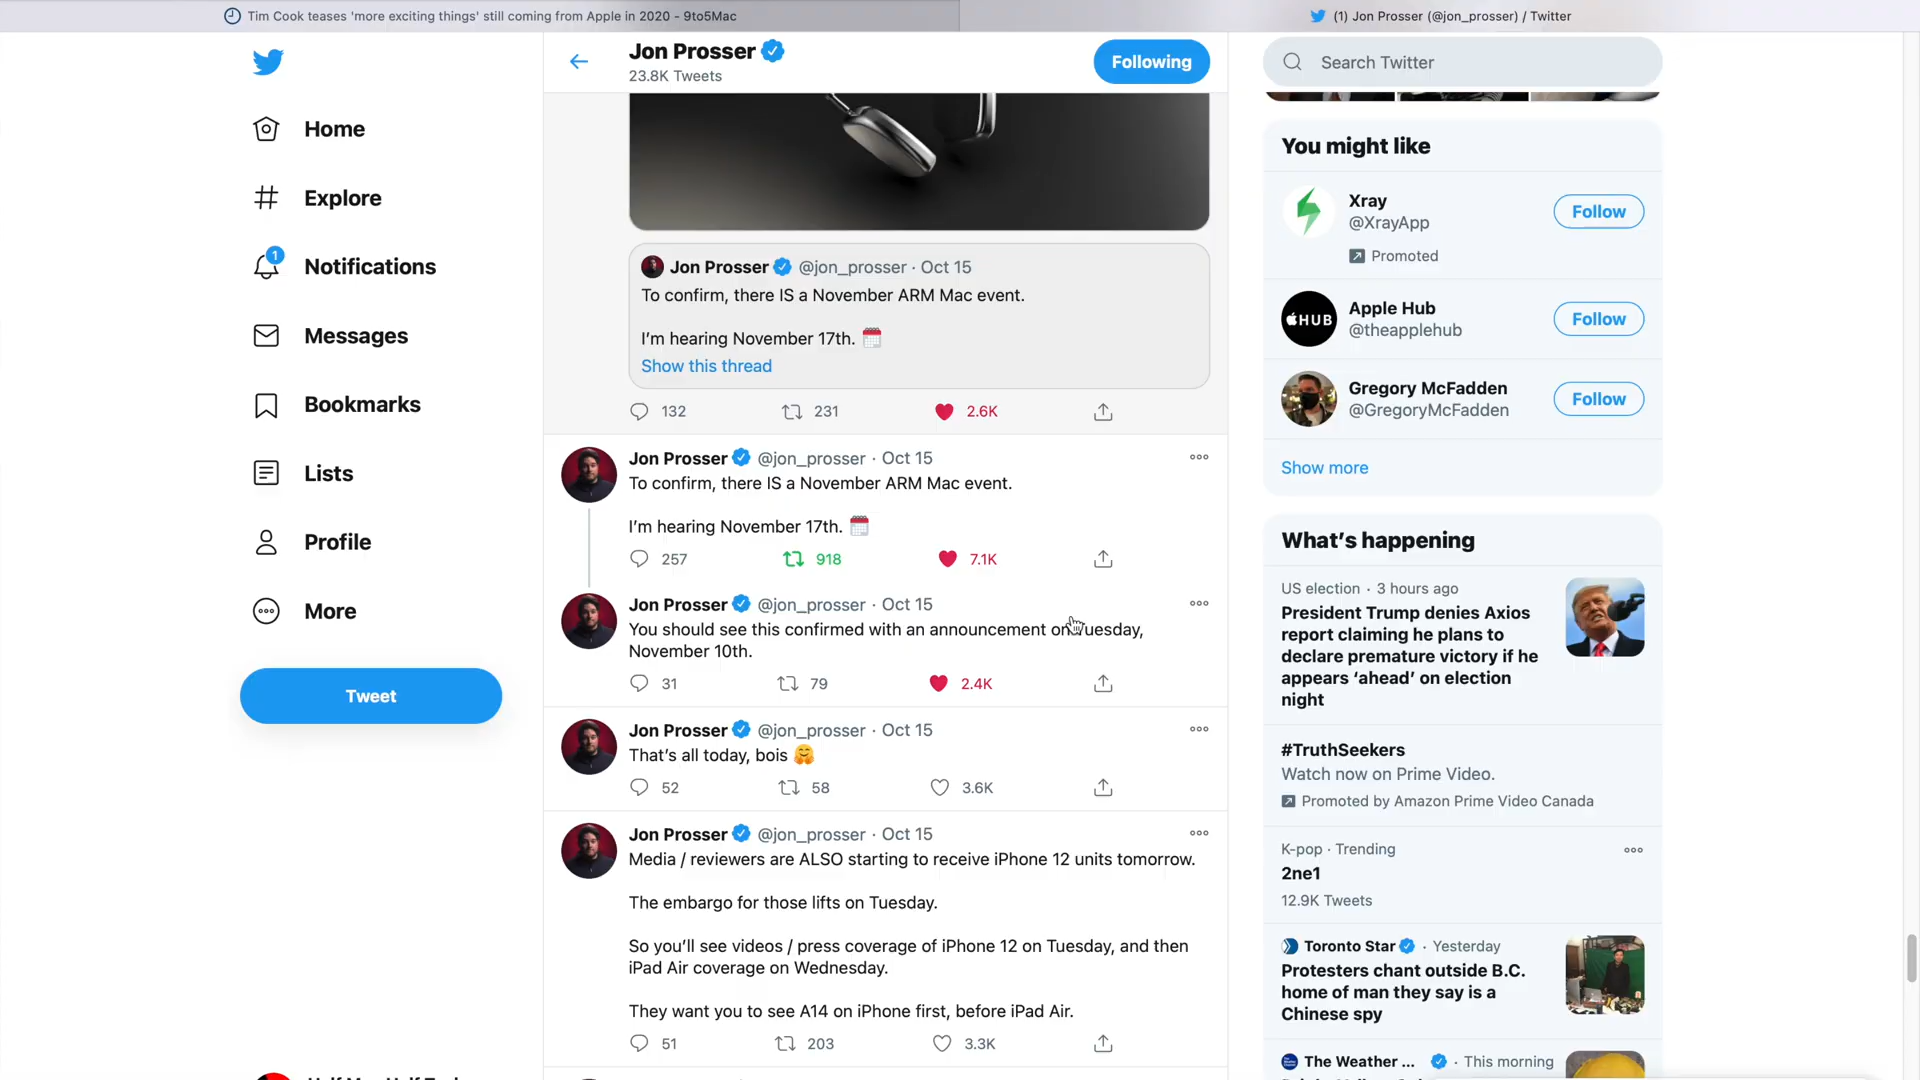 Tim Cook teases 'more exciting things' still coming from Apple in 2020 - 9to5Mac
(1) Jon Prosser (@jon_prosser) / Twitter
Home
Explore
1
Notifications
Messages
Bookmarks
Lists
Profile
More
Tweet
Jon Prosser
23.8K Tweets
Following
Jon Prosser @jon_prosser · Oct 15
To confirm, there IS a November ARM Mac event.
I'm hearing November 17th.
Show this thread
132 231 2.6K
Jon Prosser @jon_prosser · Oct 15
To confirm, there IS a November ARM Mac event.
I'm hearing November 17th.
257 918 7.1K
Jon Prosser @jon_prosser · Oct 15
You should see this confirmed with an announcement on Tuesday,
November 10th.
31 79 2.4K
Jon Prosser @jon_prosser · Oct 15
That's all today, bois 🤗
52 58 3.6K
Jon Prosser @jon_prosser · Oct 15
Media / reviewers are ALSO starting to receive iPhone 12 units tomorrow.
The embargo for those lifts on Tuesday.
So you'll see videos / press coverage of iPhone 12 on Tuesday, and then
iPad Air coverage on Wednesday.
They want you to see A14 on iPhone first, before iPad Air.
51 203 3.3K
Search Twitter
You might like
Xray
@XrayApp
Promoted
Follow
HUB
Apple Hub
@theapplehub
Follow
Gregory McFadden
@GregoryMcFadden
Follow
Show more
What's happening
US election · 3 hours ago
President Trump denies Axios
report claiming he plans to
declare premature victory if he
appears 'ahead' on election
night
#TruthSeekers
Watch now on Prime Video.
Promoted by Amazon Prime Video Canada
K-pop · Trending
2ne1
12.9K Tweets
Toronto Star · Yesterday
Protesters chant outside B.C.
home of man they say is a
Chinese spy
The Weather ... · This morning